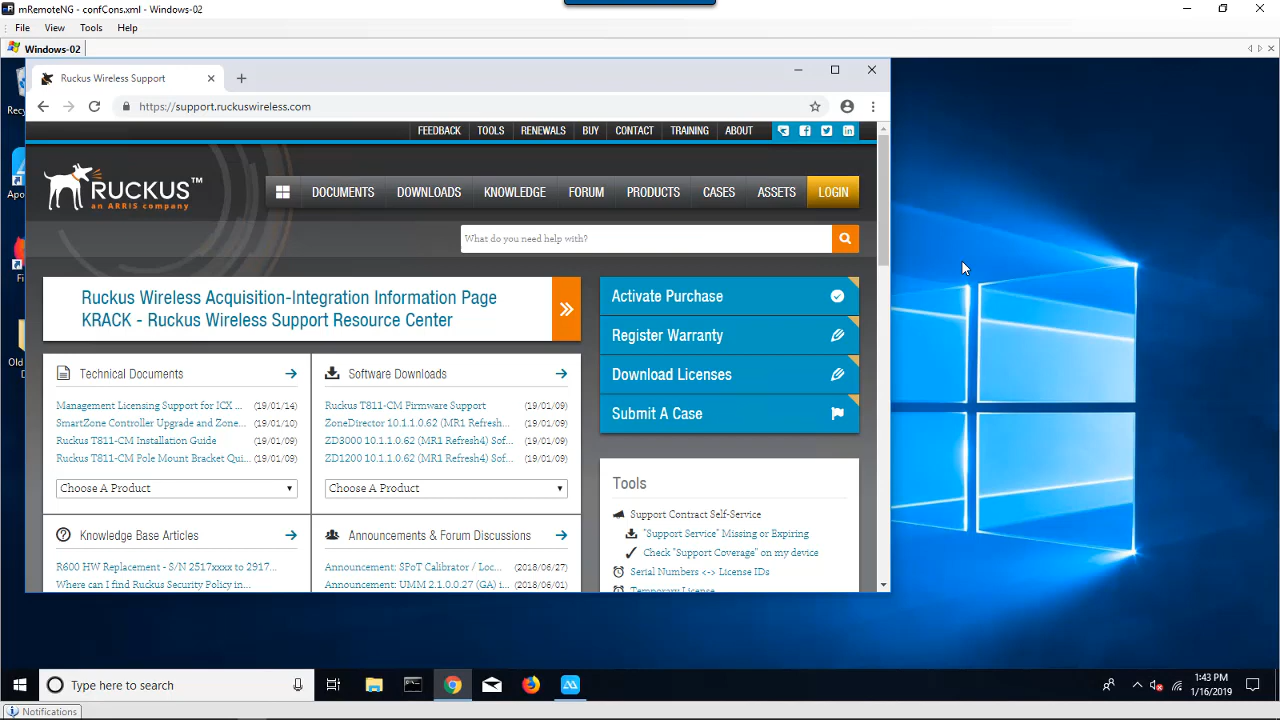 mRemoteNG - confCons.xml - Windows-02
File View Tools Help
Windows-02
Ruckus Wireless Support
https://support.ruckuswireless.com
FEEDBACK TOOLS RENEWALS BUY CONTACT TRAINING ABOUT
RUCKUS™
an ARRIS company
DOCUMENTS DOWNLOADS KNOWLEDGE FORUM PRODUCTS CASES ASSETS LOGIN
What do you need help with?
Ruckus Wireless Acquisition-Integration Information Page
KRACK - Ruckus Wireless Support Resource Center
Activate Purchase
Register Warranty
Download Licenses
Submit A Case
Technical Documents
Management Licensing Support for ICX ... (19/01/14)
SmartZone Controller Upgrade and Zone... (19/01/09)
Ruckus T811-CM Installation Guide (19/01/09)
Ruckus T811-CM Pole Mount Bracket Qui... (19/01/09)
Choose A Product
Software Downloads
Ruckus T811-CM Firmware Support (19/01/09)
ZoneDirector 10.1.1.0.62 (MR1 Refresh... (19/01/09)
ZD3000 10.1.1.0.62 (MR1 Refresh4) Sof... (19/01/09)
ZD1200 10.1.1.0.62 (MR1 Refresh4) Sof... (19/01/09)
Choose A Product
Knowledge Base Articles
R600 HW Replacement - S/N 2517xxxx to 2917...
Where can I find Ruckus Security Policy in...
Announcements & Forum Discussions
Announcement: SPoT Calibrator / Loc... (2018/06/27)
Announcement: UMM 2.1.0.0.27 (GA) i... (2018/06/01)
Tools
Support Contract Self-Service
"Support Service" Missing or Expiring
Check "Support Coverage" on my device
Serial Numbers <-> License IDs
Temporary License
Recy
Apo
Fi
Old
Type here to search
1:43 PM
1/16/2019
Notifications